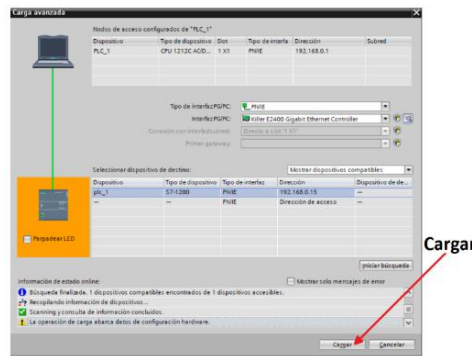 Carga avanzada
Nodos de acceso configurados de "PLC_1"
Dispositivo Tipo de dispositivo Slot Tipo de interfa Dirección Subred
PLC_1 CPU 1212C AC/D... 1 X1 PN/IE 192.168.0.1
Tipo de interfaz PG/PC: PN/IE
Interfaz PG/PC: Killer E2400 Gigabit Ethernet Controller
Conexión con interfaz/subred: Directo a slot '1 X1'
Primer gateway:
Seleccionar dispositivo de destino: Mostrar dispositivos compatibles
Dispositivo Tipo de dispositivo Tipo de interfaz Dirección Dispositivo de de...
plc_1 S7-1200 PN/IE 192.168.0.15 —
— — PN/IE Dirección de acceso —
Parpadear LED
Iniciar búsqueda
Cargar
Información de estado online: Mostrar solo mensajes de error
Búsqueda finalizada. 1 dispositivos compatibles encontrados de 1 dispositivos accesibles.
Recopilando información de dispositivos...
Scanning y consulta de información concluidos.
La operación de carga abarca datos de configuración hardware.
Cargar Cancelar